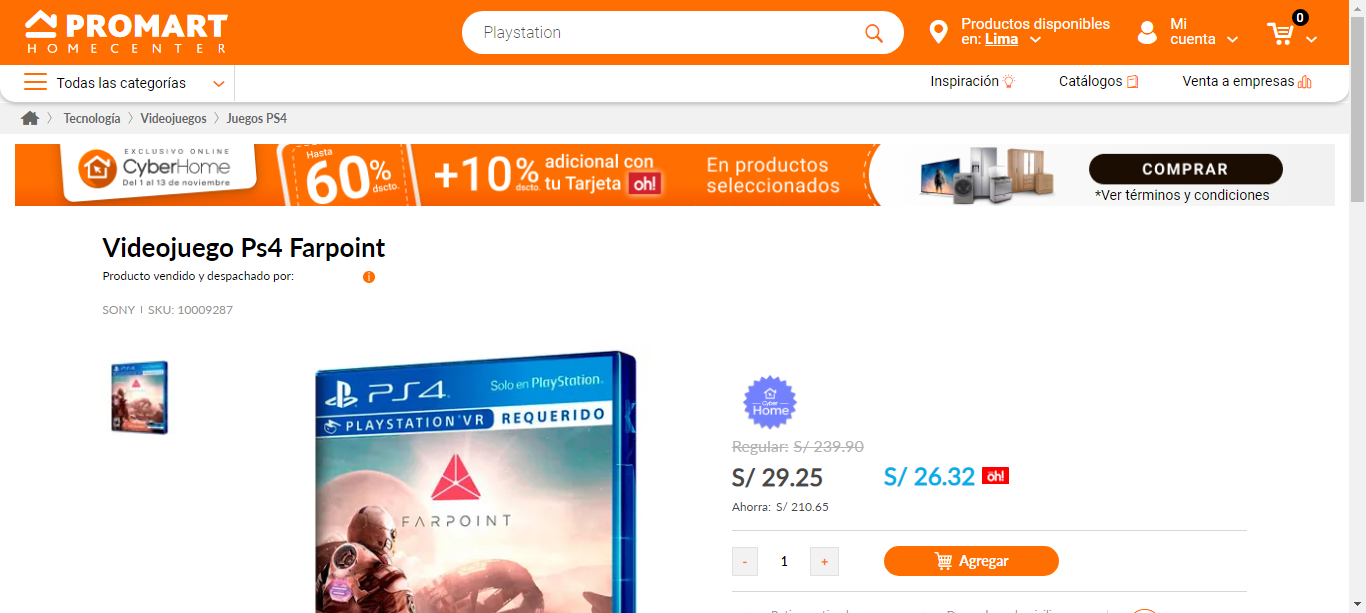 PROMART
HOMECENTER
Playstation
Productos disponibles
en: Lima
Mi
cuenta
0
Todas las categorías
Inspiración
Catálogos
Venta a empresas
Tecnología
Videojuegos
Juegos PS4
EXCLUSIVO ONLINE
CyberHome
Del 1 al 13 de noviembre
Hasta
60% dscto.
+10% dscto.
adicional con
tu Tarjeta oh!
En productos
seleccionados
COMPRAR
*Ver términos y condiciones
Videojuego Ps4 Farpoint
Producto vendido y despachado por:
i
SONY | SKU: 10009287
PS4
Solo en PlayStation.
PLAYSTATION®VR REQUERIDO
FARPOINT
Cyber
Home
Regular: S/ 239.90
S/ 29.25
S/ 26.32 oh!
Ahorra: S/ 210.65
- 1 +
Agregar